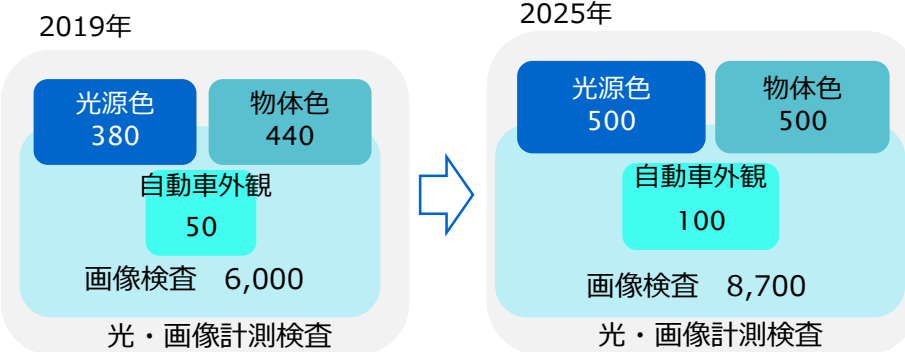 2019年
光源色
380
物体色
440
自動車外観
50
画像検査 6,000
光・画像計測検査
2025年
光源色
500
物体色
500
自動車外観
100
画像検査 8,700
光・画像計測検査